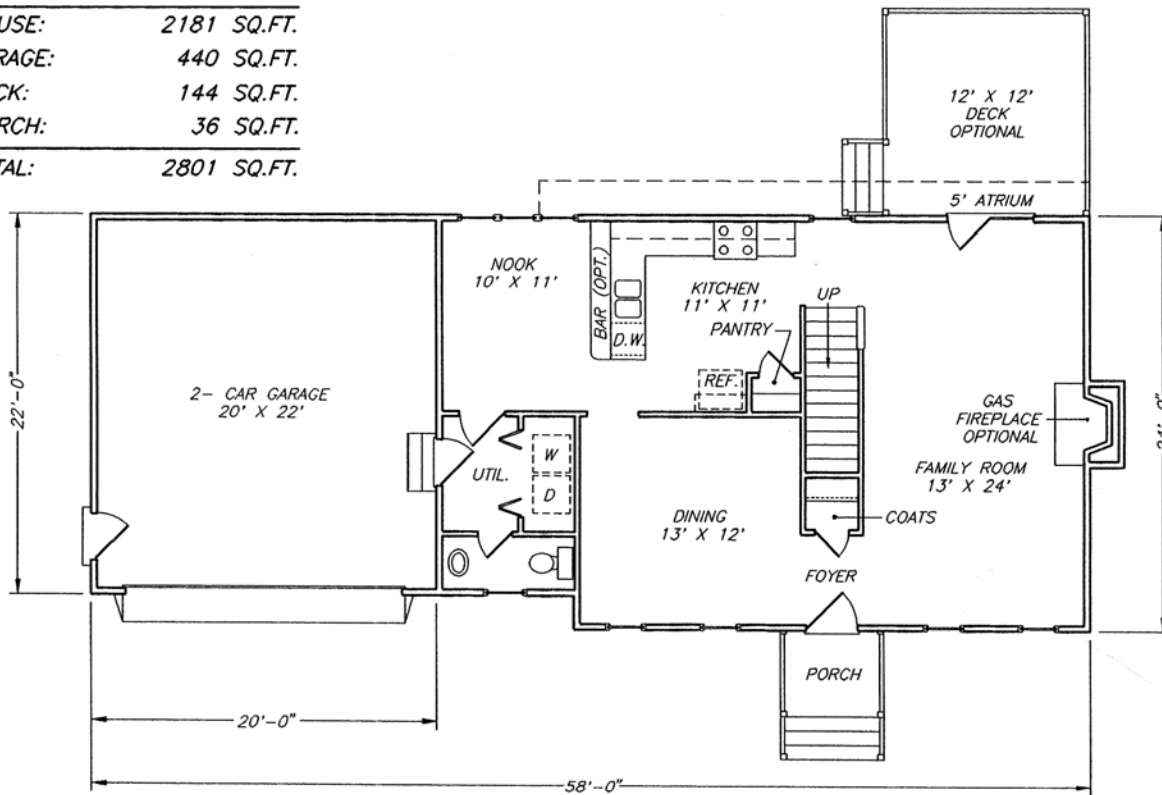 USE: 2181 SQ.FT.
RAGE: 440 SQ.FT.
CK: 144 SQ.FT.
RCH: 36 SQ.FT.
TAL: 2801 SQ.FT.
12' X 12'
DECK
OPTIONAL
5' ATRIUM
NOOK
10' X 11'
BAR (OPT.)
D.W.
KITCHEN
11' X 11'
PANTRY
UP
REF.
2- CAR GARAGE
20' X 22'
22'-0"
UTIL.
W
D
DINING
13' X 12'
GAS
FIREPLACE
OPTIONAL
FAMILY ROOM
13' X 24'
COATS
FOYER
24'-0"
PORCH
20'-0"
58'-0"